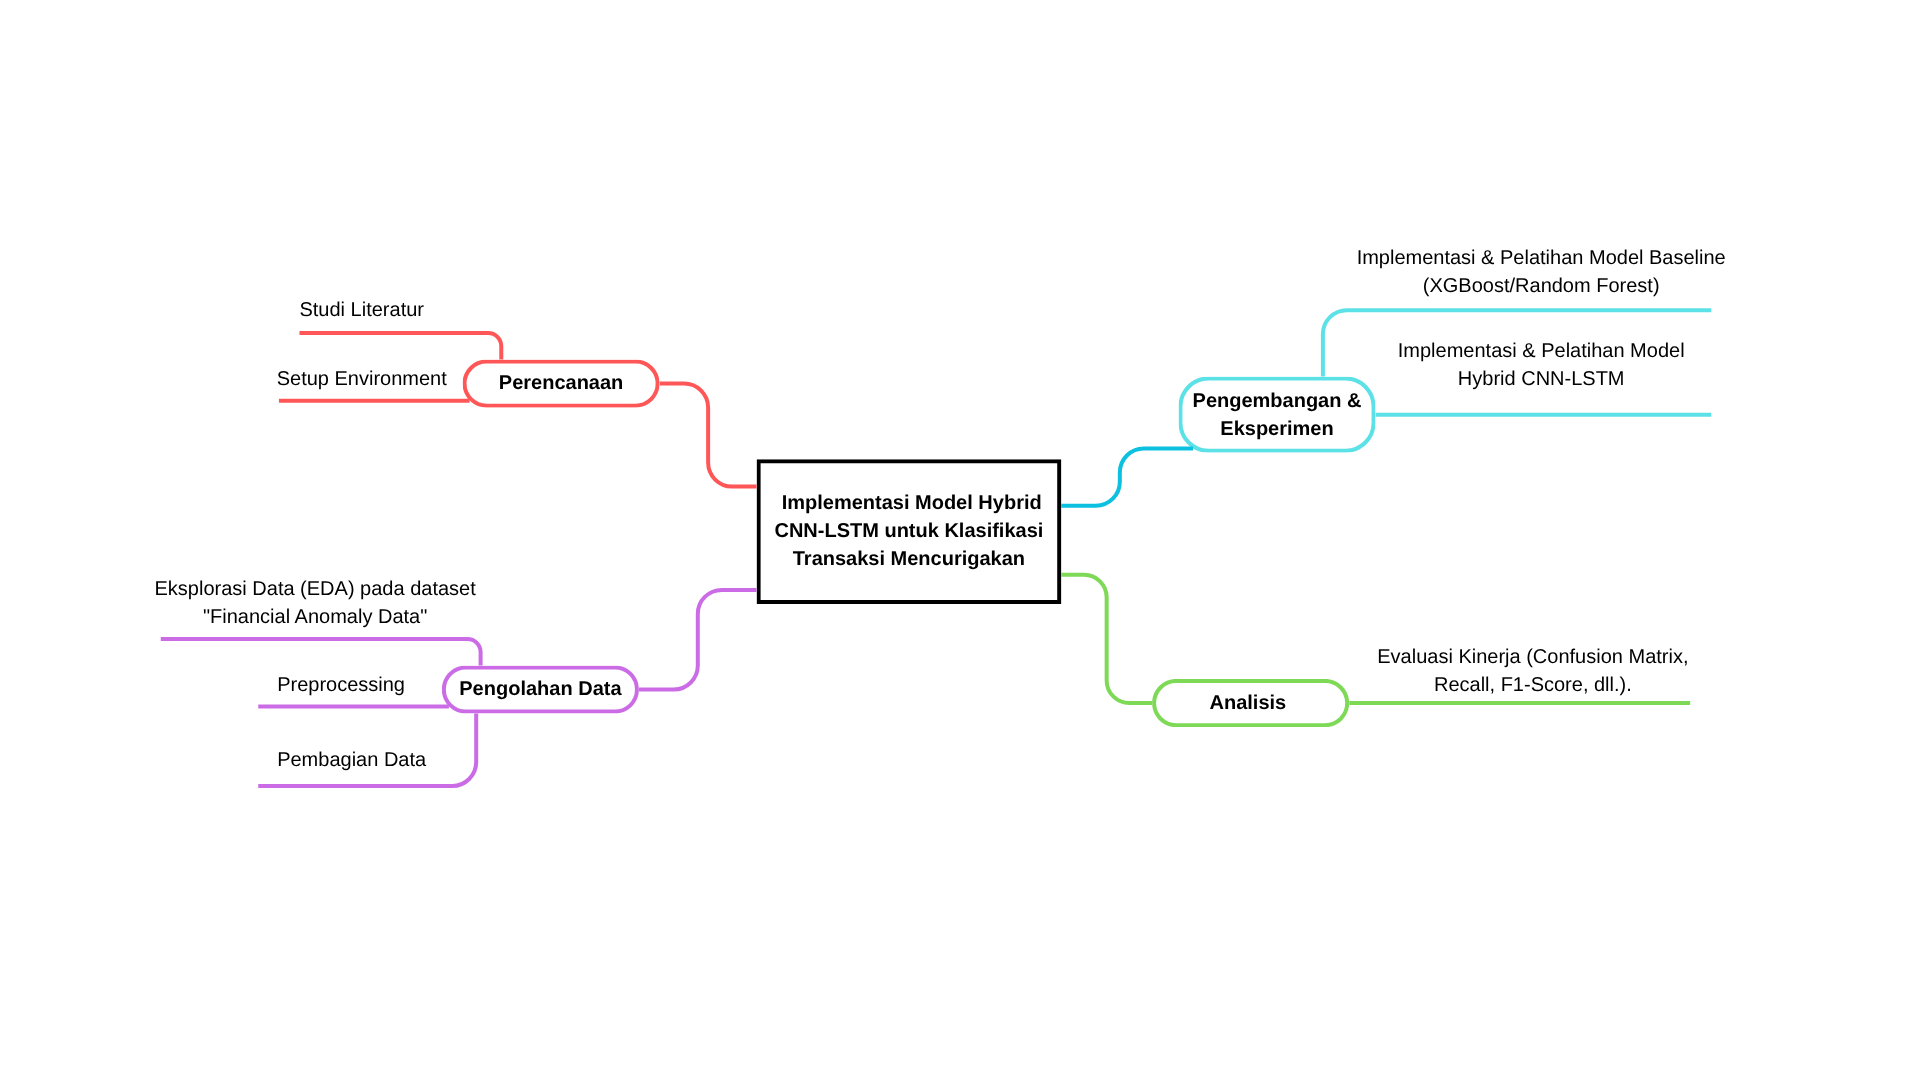 Studi Literatur
Setup Environment
Perencanaan
Eksplorasi Data (EDA) pada dataset
"Financial Anomaly Data"
Preprocessing
Pembagian Data
Pengolahan Data
Implementasi Model Hybrid
CNN-LSTM untuk Klasifikasi
Transaksi Mencurigakan
Implementasi & Pelatihan Model Baseline
(XGBoost/Random Forest)
Implementasi & Pelatihan Model
Hybrid CNN-LSTM
Pengembangan &
Eksperimen
Evaluasi Kinerja (Confusion Matrix,
Recall, F1-Score, dll.).
Analisis